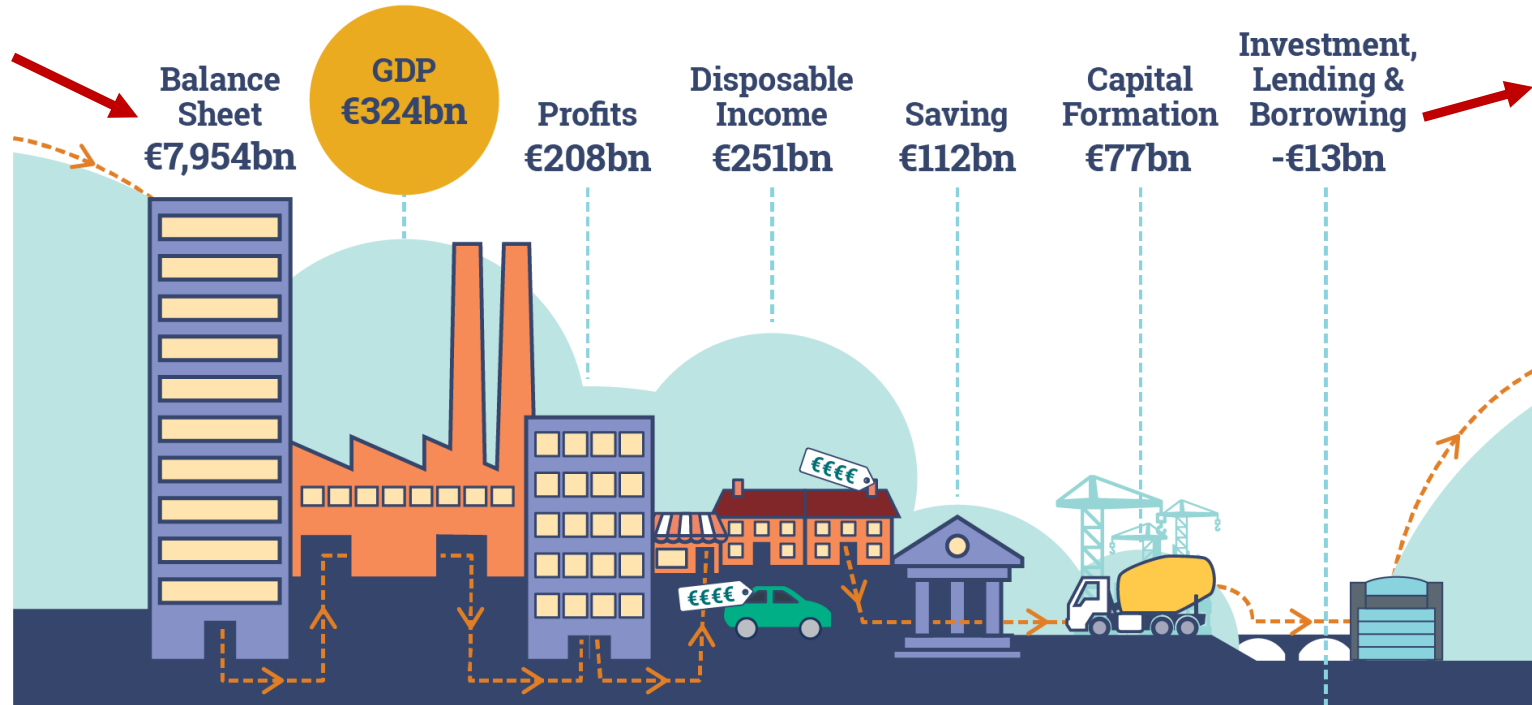 Balance
Sheet
€7,954bn
GDP
€324bn
Profits
€208bn
Disposable
Income
€251bn
Saving
€112bn
Capital
Formation
€77bn
Investment,
Lending &
Borrowing
-€13bn
€€€€
€€€€